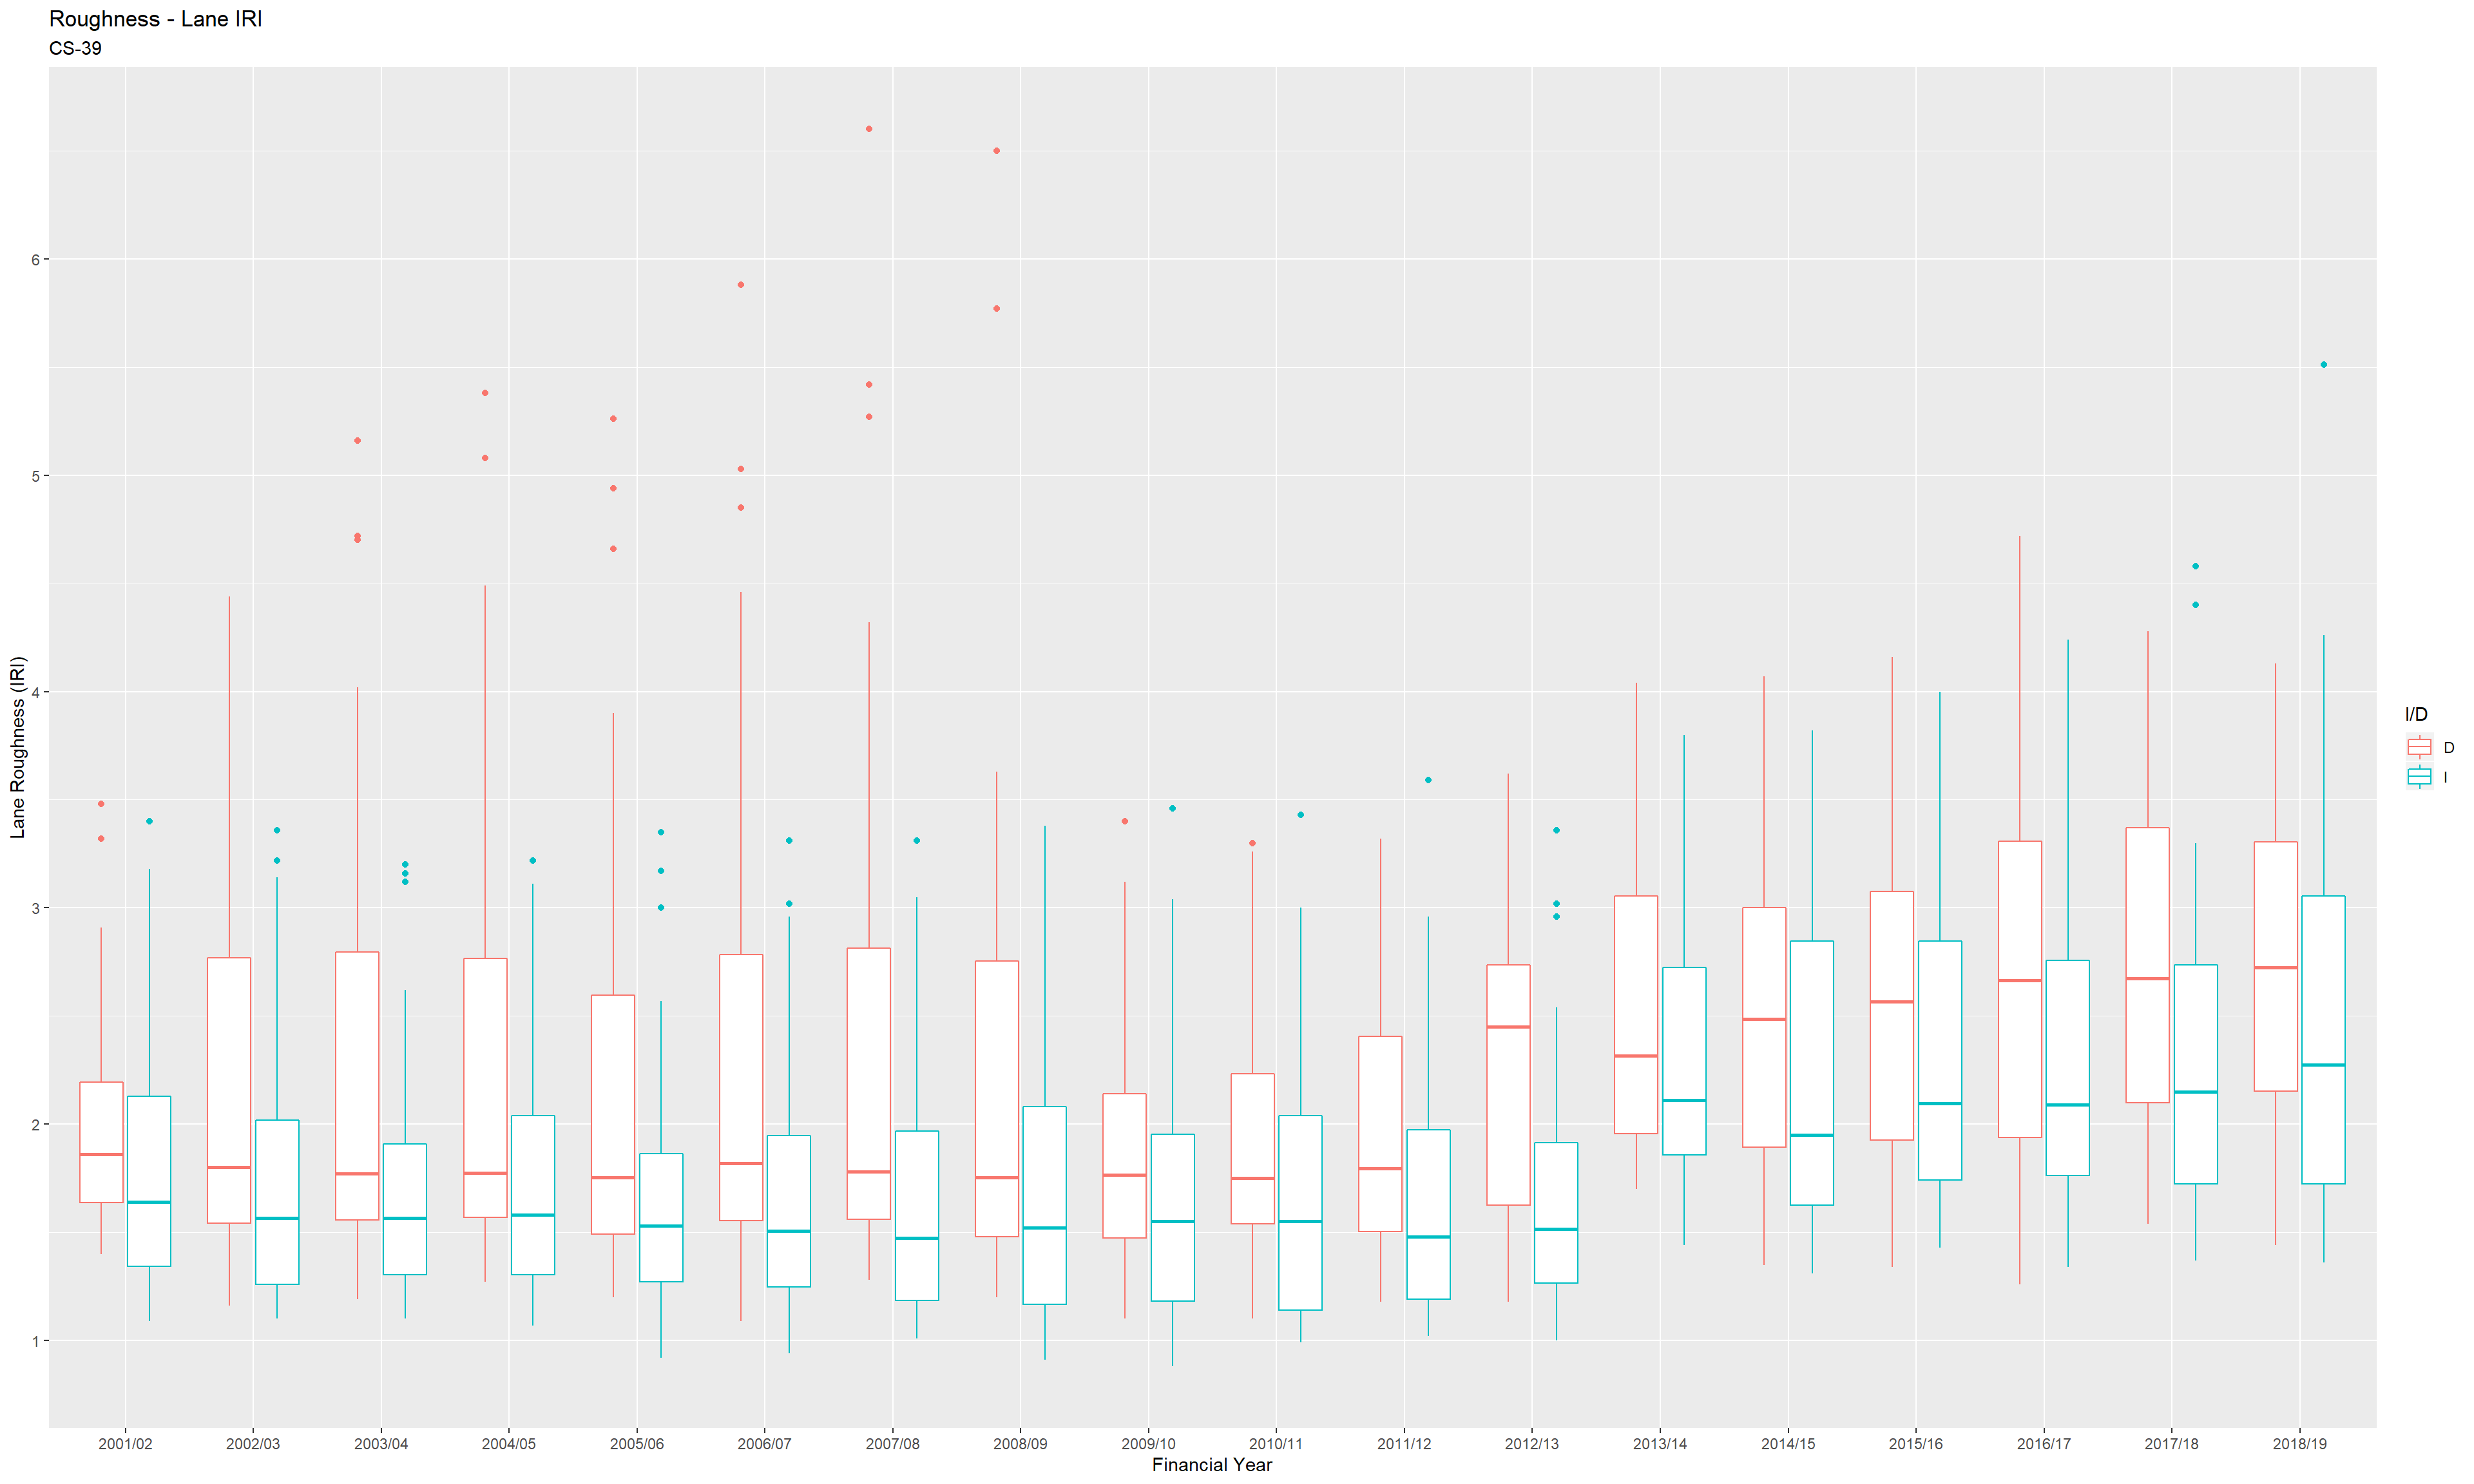 Roughness - Lane IRI
CS-39
Lane Roughness (IRI)
6
5
4
3
2
1
2001/02 2002/03 2003/04 2004/05 2005/06 2006/07 2007/08 2008/09 2009/10 2010/11 2011/12 2012/13 2013/14 2014/15 2015/16 2016/17 2017/18 2018/19
Financial Year
I/D
D
I